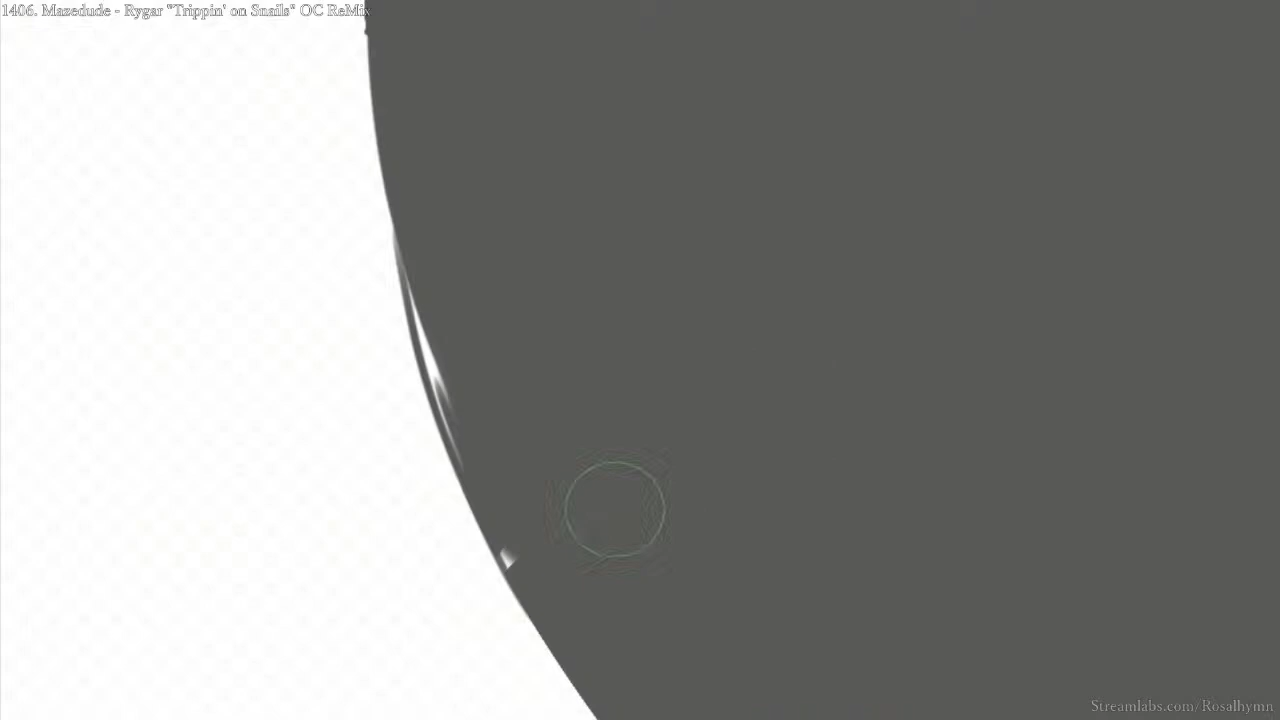 1406. Mazedude - Rygar "Trippin' on Snails" OC ReMix
Streamlabs.com/Rosalhymn